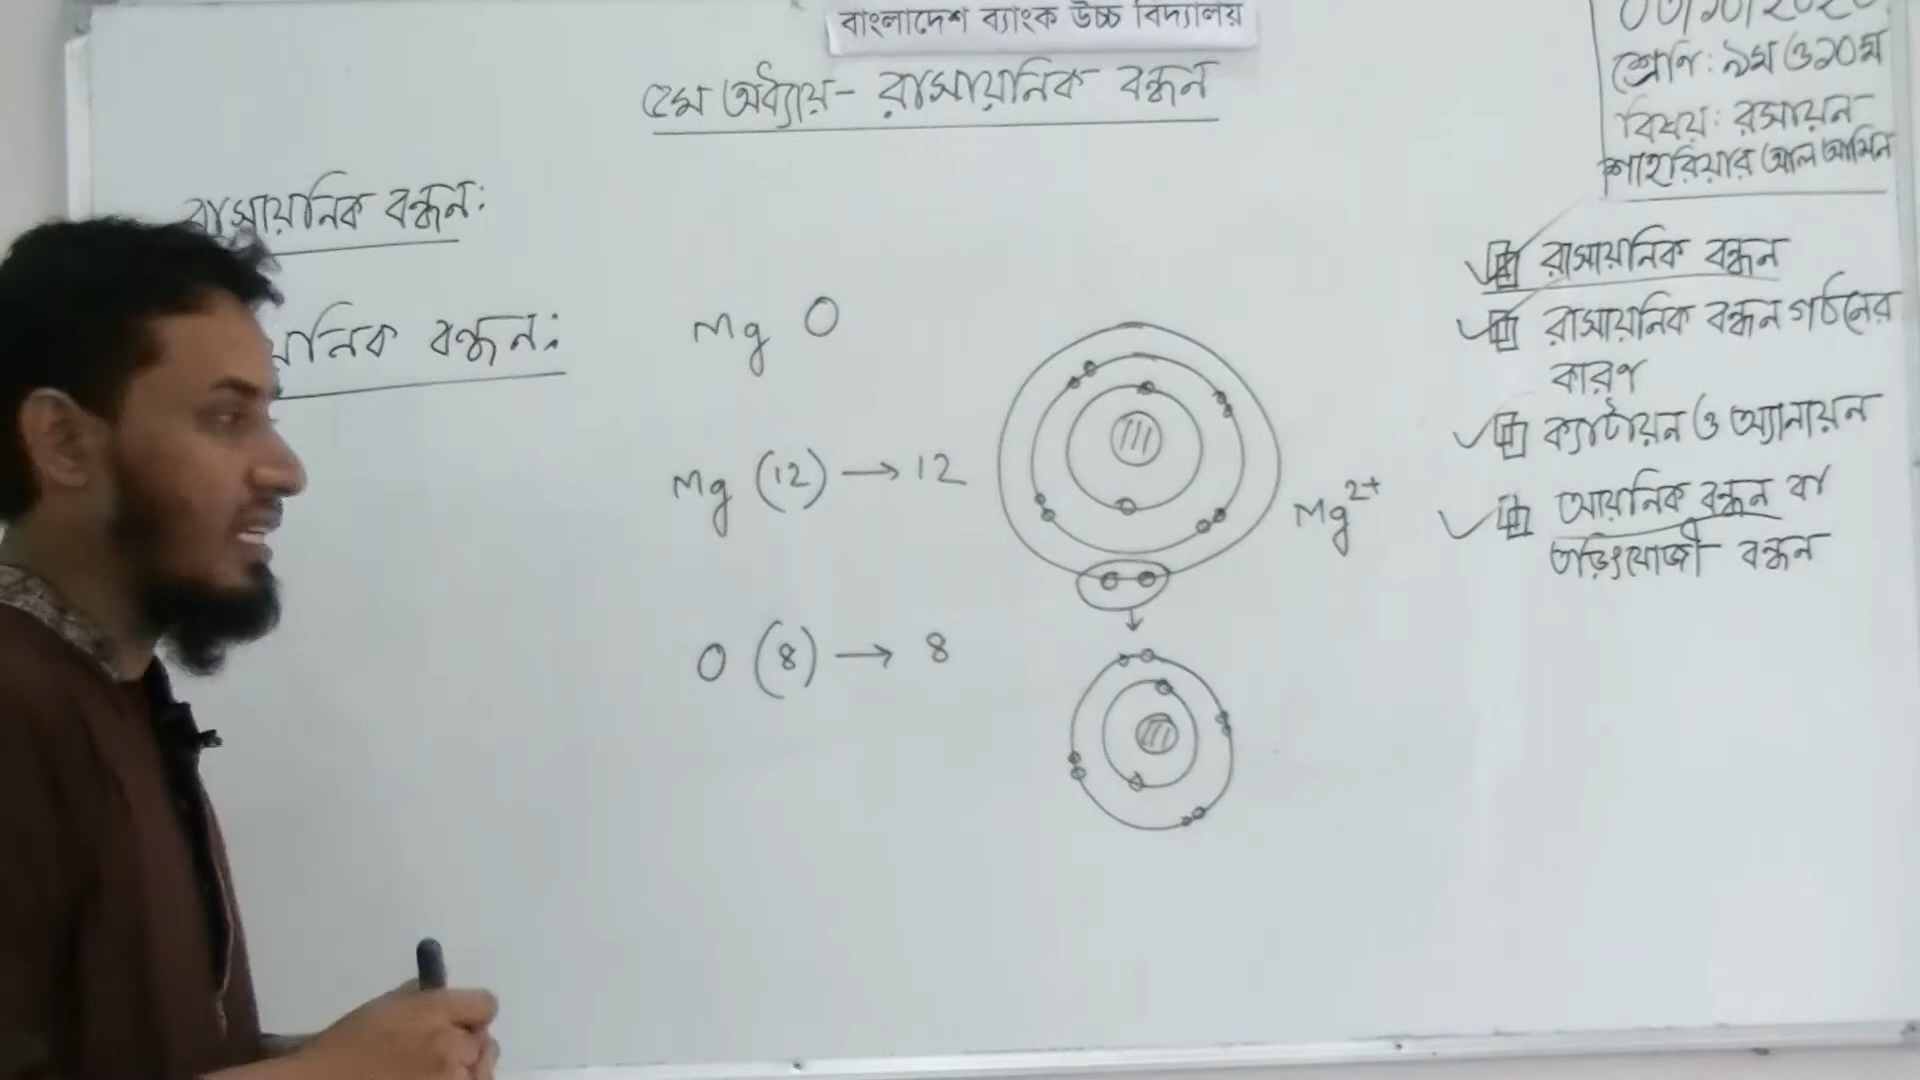 বাংলাদেশ ব্যাংক উচ্চ বিদ্যালয়
৫ম অধ্যায় - রাসায়নিক বন্ধন
শ্রেণি: ৯ম ও ১০ম
বিষয়: রসায়ন
শাহরিয়ার আল আমিন
রাসায়নিক বন্ধন:
য়নিক বন্ধন:
Mg O
Mg (12) → 12
Mg2+
O (8) → 8
রাসায়নিক বন্ধন
রাসায়নিক বন্ধন গঠনের
কারণ
ক্যাটায়ন ও অ্যানায়ন
আয়নিক বন্ধন বা
তড়িৎযোজী বন্ধন